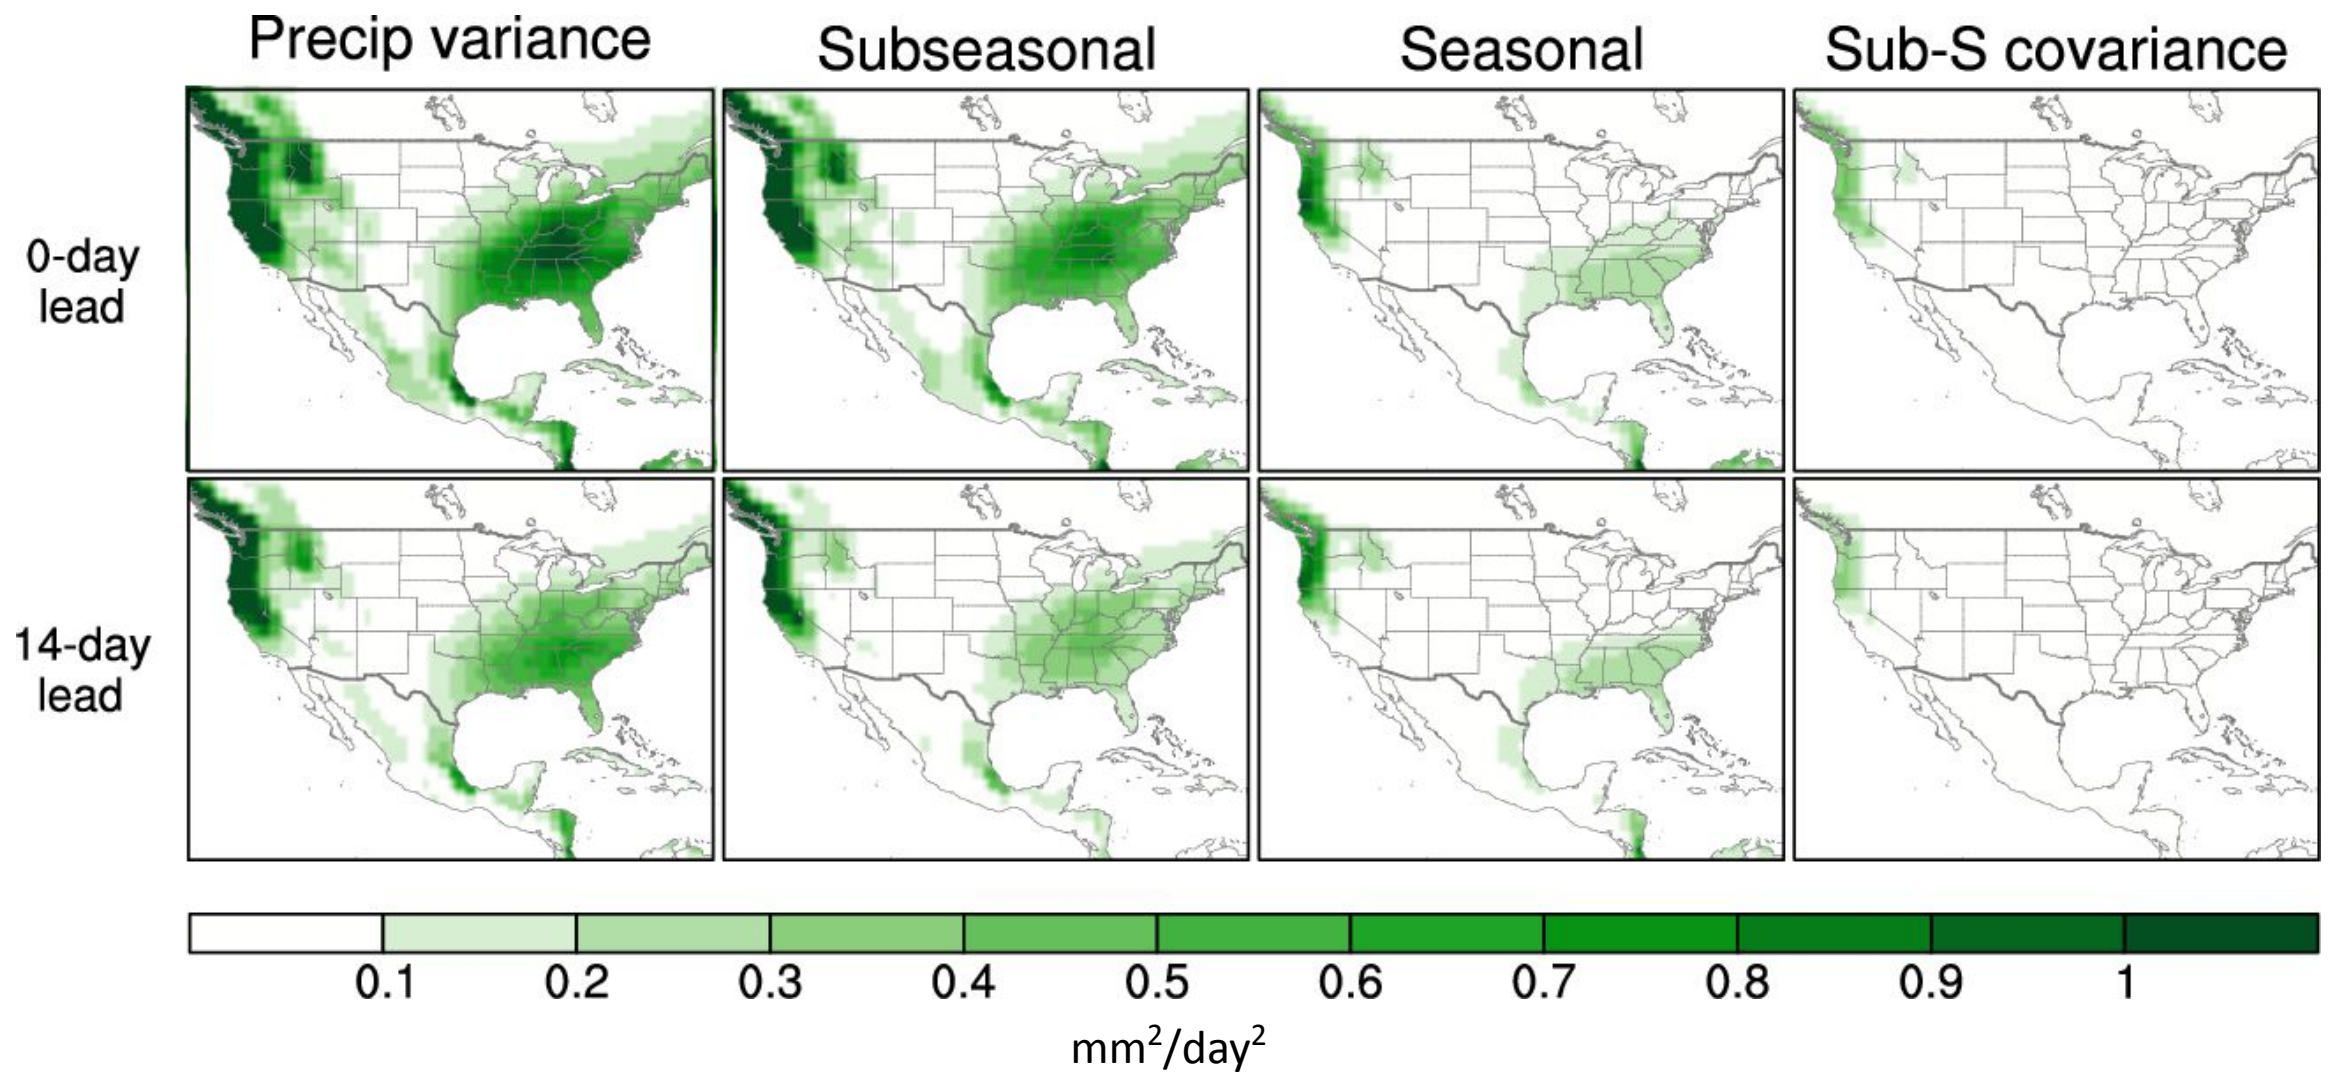 Precip variance
Subseasonal
Seasonal
Sub-S covariance
0-day
lead
14-day
lead
0.1 0.2 0.3 0.4 0.5 0.6 0.7 0.8 0.9 1
mm²/day²